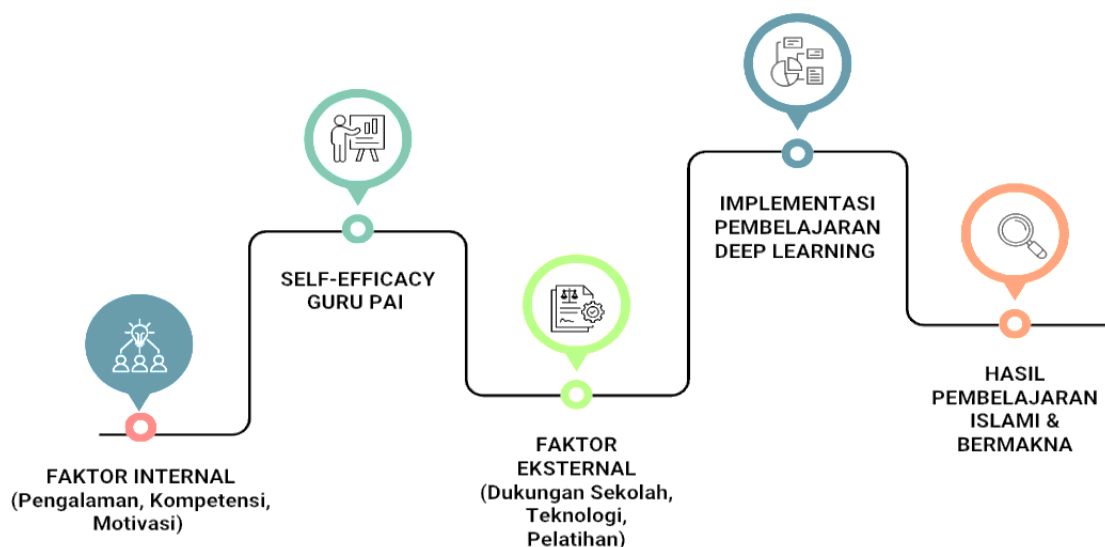 FAKTOR INTERNAL
(Pengalaman, Kompetensi,
Motivasi)
SELF-EFFICACY
GURU PAI
FAKTOR
EKSTERNAL
(Dukungan Sekolah,
Teknologi,
Pelatihan)
IMPLEMENTASI
PEMBELAJARAN
DEEP LEARNING
HASIL
PEMBELAJARAN
ISLAMI &
BERMAKNA